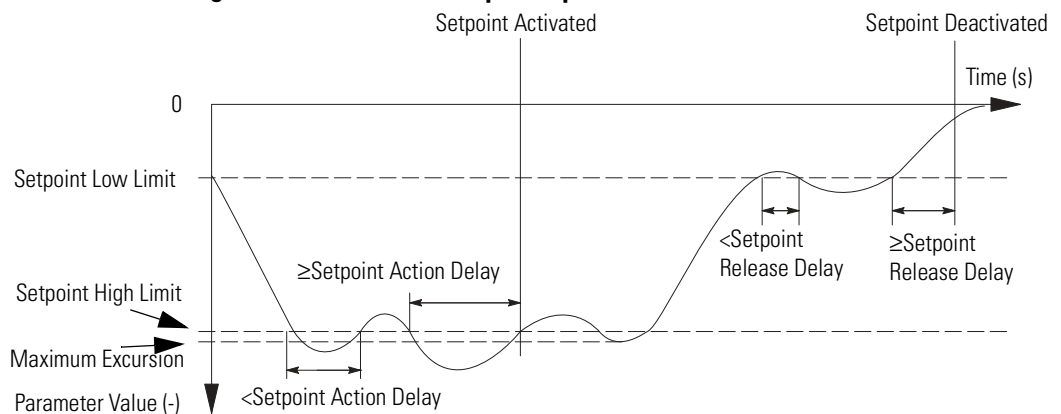 Setpoint Activated
Setpoint Deactivated
Time (s)
0
Setpoint Low Limit
<Setpoint
Release Delay
≥Setpoint
Release Delay
≥Setpoint Action Delay
Setpoint High Limit
Maximum Excursion
Parameter Value (-)
<Setpoint Action Delay